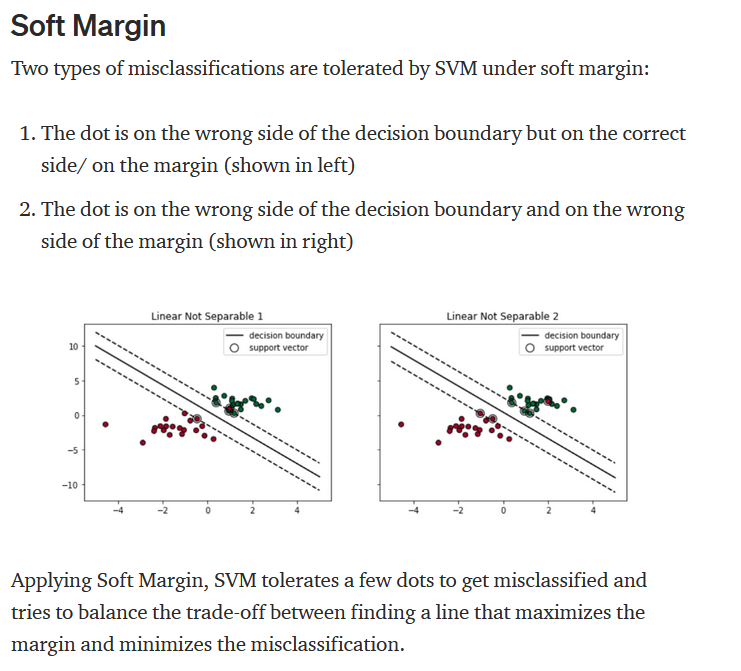 Soft Margin
Two types of misclassifications are tolerated by SVM under soft margin:
1. The dot is on the wrong side of the decision boundary but on the correct
side/ on the margin (shown in left)
2. The dot is on the wrong side of the decision boundary and on the wrong
side of the margin (shown in right)
Linear Not Separable 1
decision boundary
support vector
10
5
0
−5
−10
−4 −2 0 2 4
Linear Not Separable 2
decision boundary
support vector
−4 −2 0 2 4
Applying Soft Margin, SVM tolerates a few dots to get misclassified and
tries to balance the trade-off between finding a line that maximizes the
margin and minimizes the misclassification.